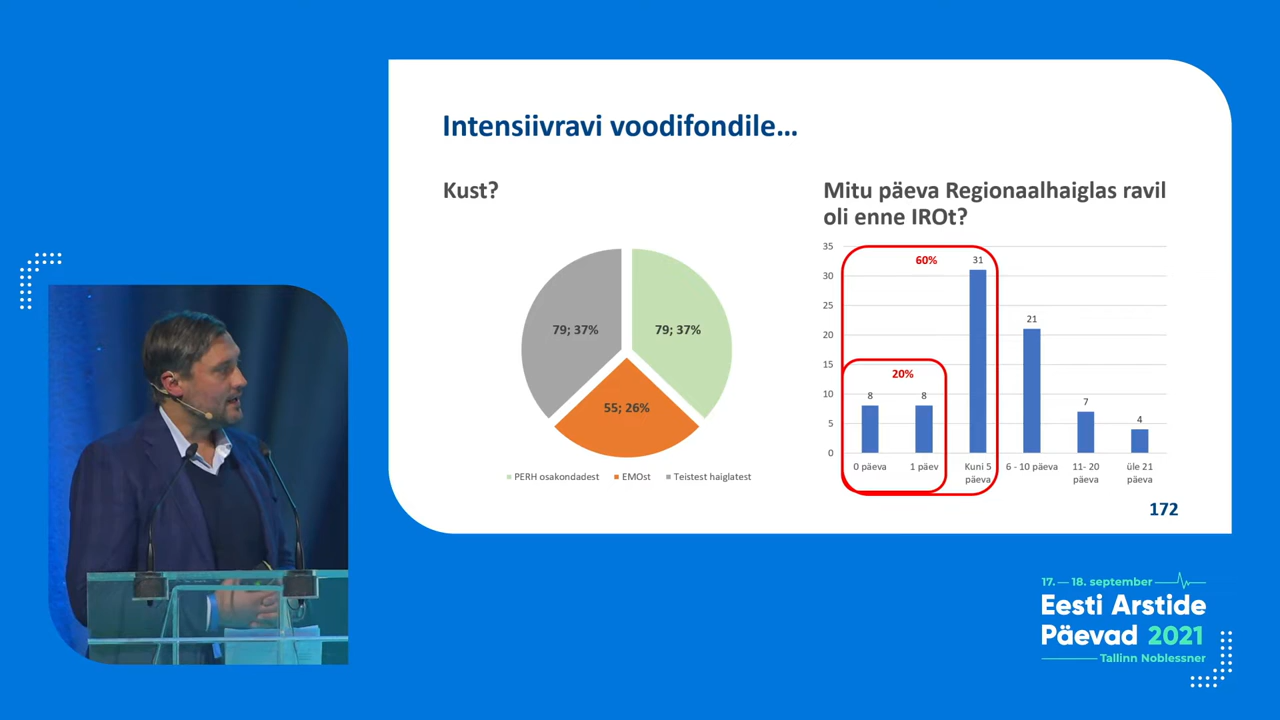 Intensiivravi voodifondile...
Kust?
79; 37%
79; 37%
55; 26%
PERH osakondadest
EMOst
Teistest haiglatest
Mitu päeva Regionaalhaiglas ravil
oli enne IROt?
35
30
25
20
15
10
5
0
60%
20%
8
8
31
21
7
4
0 päeva
1 päev
Kuni 5
päeva
6 - 10 päeva
11- 20
päeva
üle 21
päeva
172
17. — 18. september
Eesti Arstide
Päevad 2021
Tallinn Noblessner